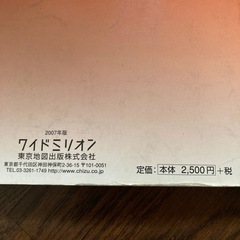 2007年版
ワイドミリオン
東京地図出版株式会社
東京都千代田区神田神保町2-36-15 〒101-0051
TEL 03-3261-1749 http://www.chizu.co.jp
定価：本体 2,500円 +税